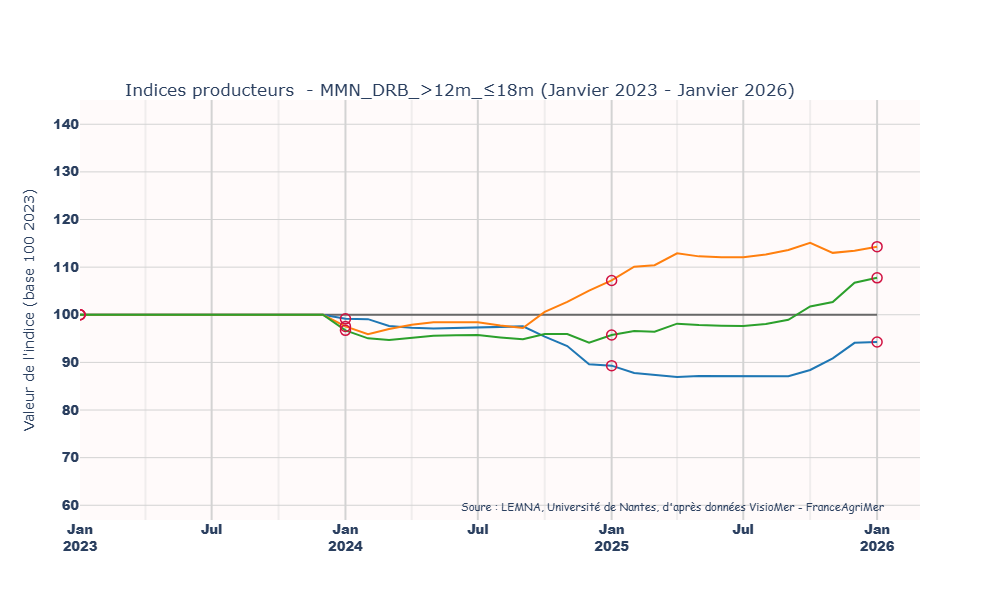 Indices producteurs - MMN_DRB_>12m_≤18m (Janvier 2023 - Janvier 2026)
Valeur de l'indice (base 100 2023)
140
130
120
110
100
90
80
70
60
Soure : LEMNA, Université de Nantes, d'après données VisioMer - FranceAgriMer
Jan Jul Jan Jul Jan Jul Jan
2023 2024 2025 2026